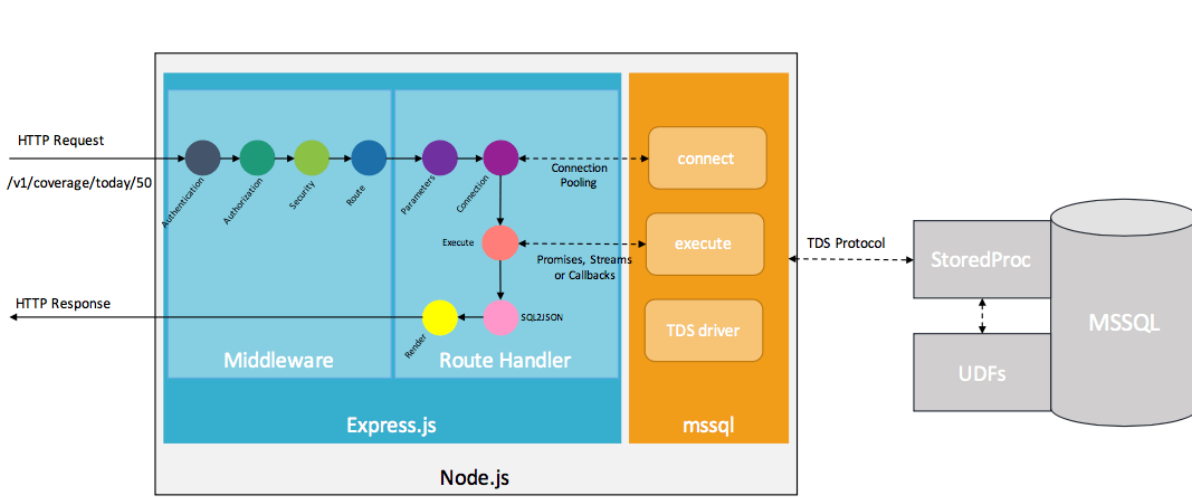 HTTP Request
/v1/coverage/today/50
Authentication
Authorization
Security
Route
Parameters
Connection
Connection
Pooling
connect
Execute
Promises, Streams
or Callbacks
execute
TDS Protocol
StoredProc
HTTP Response
Render
SQL2JSON
TDS driver
MSSQL
UDFs
Middleware
Route Handler
Express.js
mssql
Node.js